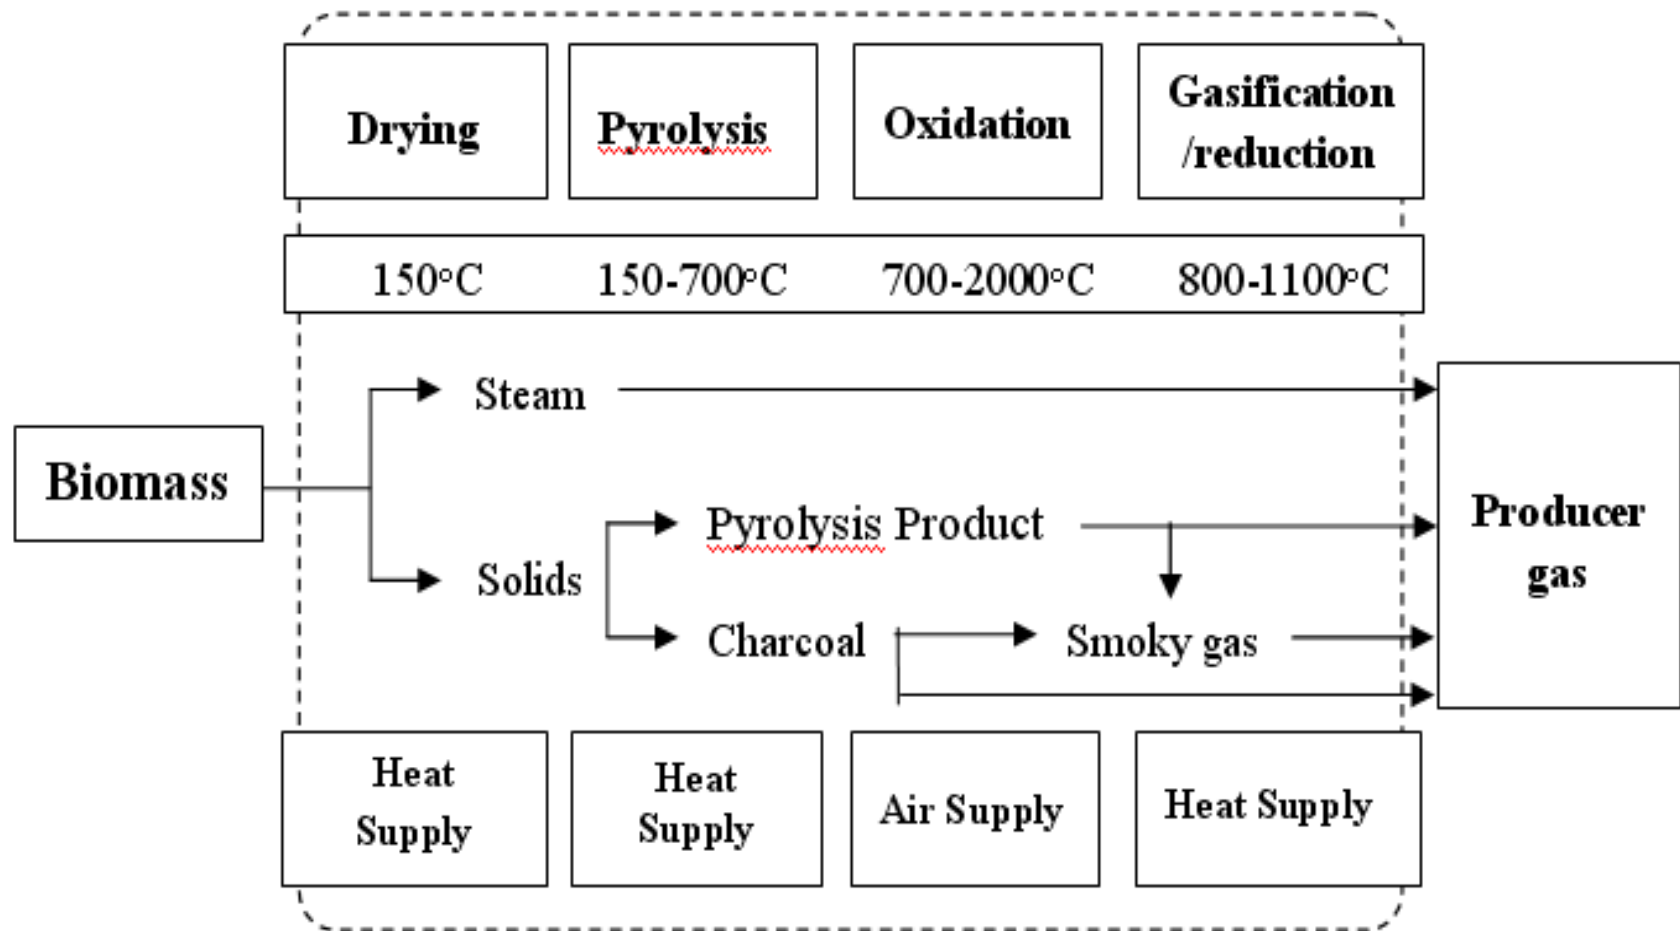 Drying
Pyrolysis
Oxidation
Gasification
/reduction
150°C
150-700°C
700-2000°C
800-1100°C
Steam
Biomass
Pyrolysis Product
Producer
gas
Solids
Charcoal
Smoky gas
Heat
Supply
Heat
Supply
Air Supply
Heat Supply